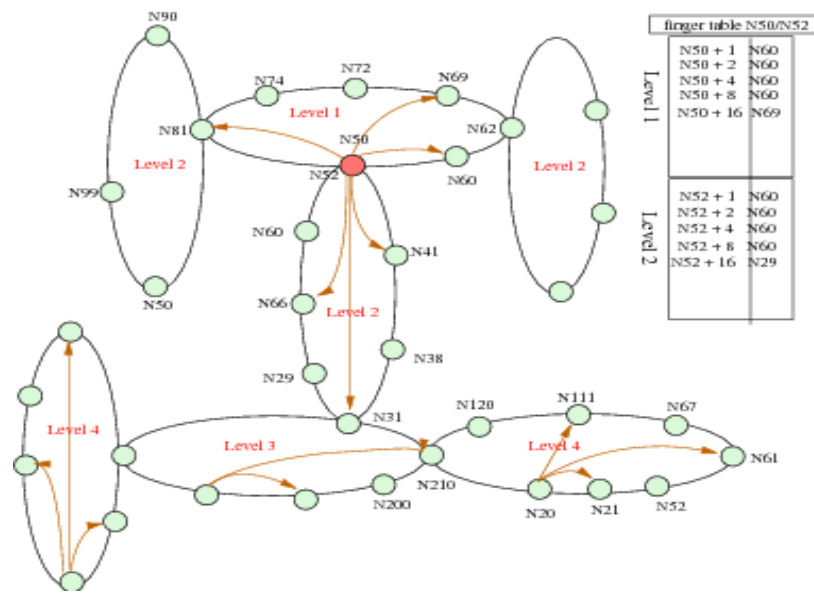 N90
finger table N50/N52
N50 + 1 N60
N50 + 2 N60
N50 + 4 N60
N50 + 8 N60
N50 + 16 N69
Level 1
N74
N72
N69
Level 1
N81
N50
N62
Level 2
N52
N60
Level 2
N99
N52 + 1 N60
N52 + 2 N60
N52 + 4 N60
N52 + 8 N60
N52 + 16 N29
Level 2
N60
N41
N50
N66
Level 2
N29
N38
N31
N120
N111
N67
Level 4
Level 3
Level 4
N61
N210
N200
N20
N21
N52